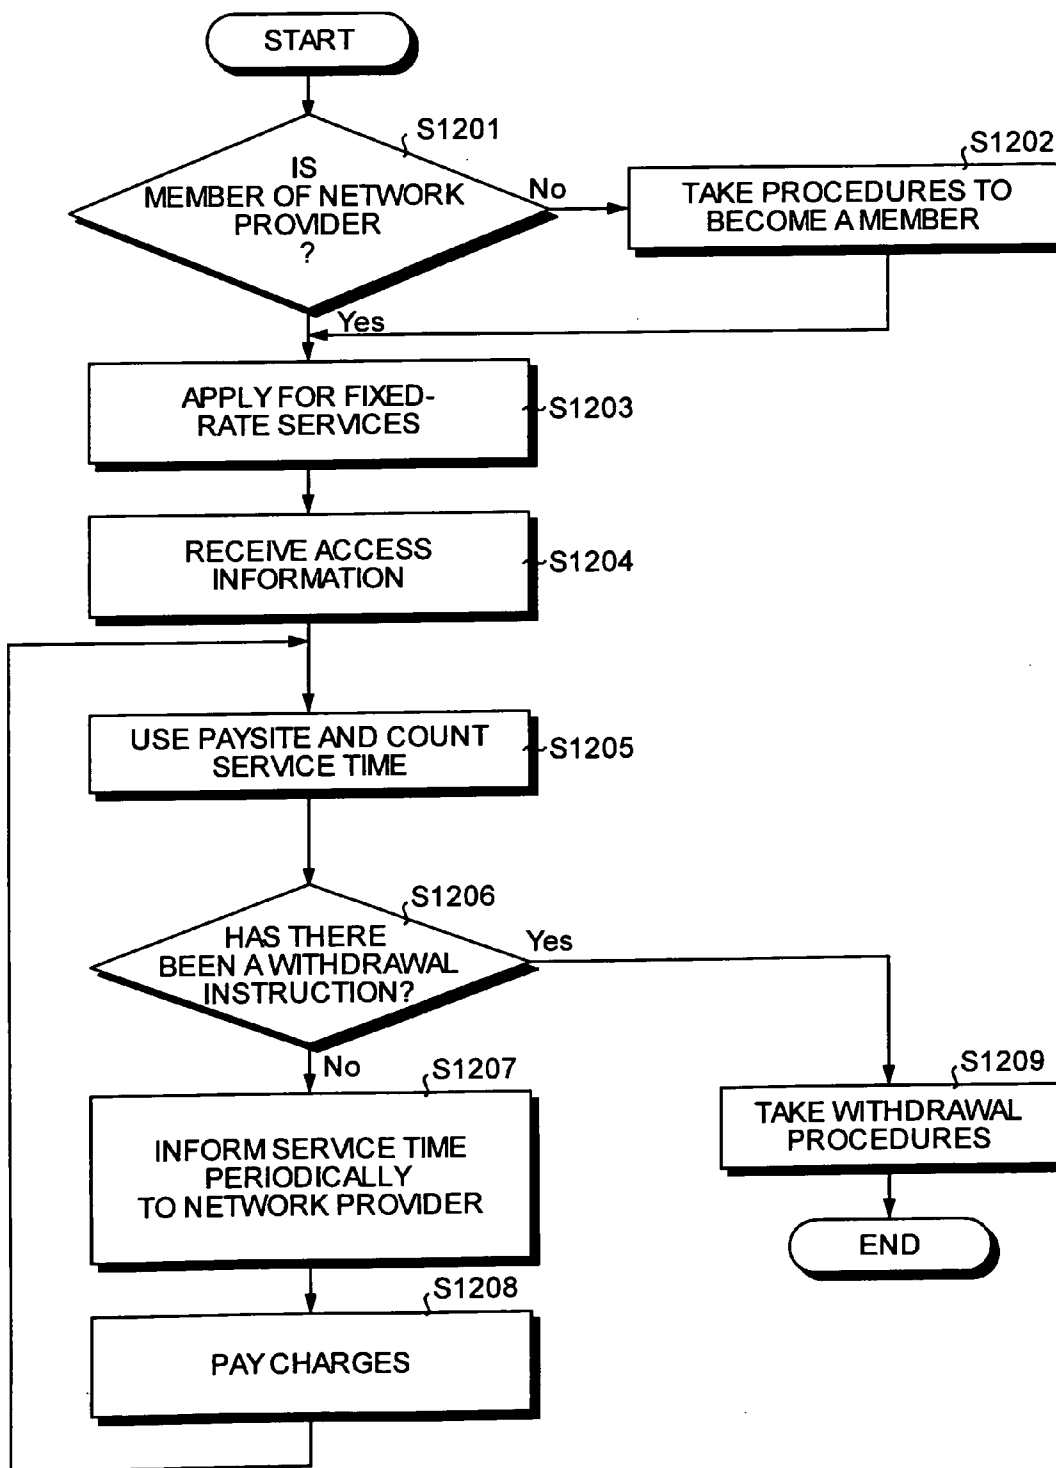 START
S1201
IS
MEMBER OF NETWORK
PROVIDER
?
No
S1202
TAKE PROCEDURES TO
BECOME A MEMBER
Yes
APPLY FOR FIXED-
RATE SERVICES
S1203
RECEIVE ACCESS
INFORMATION
S1204
USE PAYSITE AND COUNT
SERVICE TIME
S1205
S1206
HAS THERE
BEEN A WITHDRAWAL
INSTRUCTION?
Yes
No
S1207
INFORM SERVICE TIME
PERIODICALLY
TO NETWORK PROVIDER
S1209
TAKE WITHDRAWAL
PROCEDURES
END
S1208
PAY CHARGES